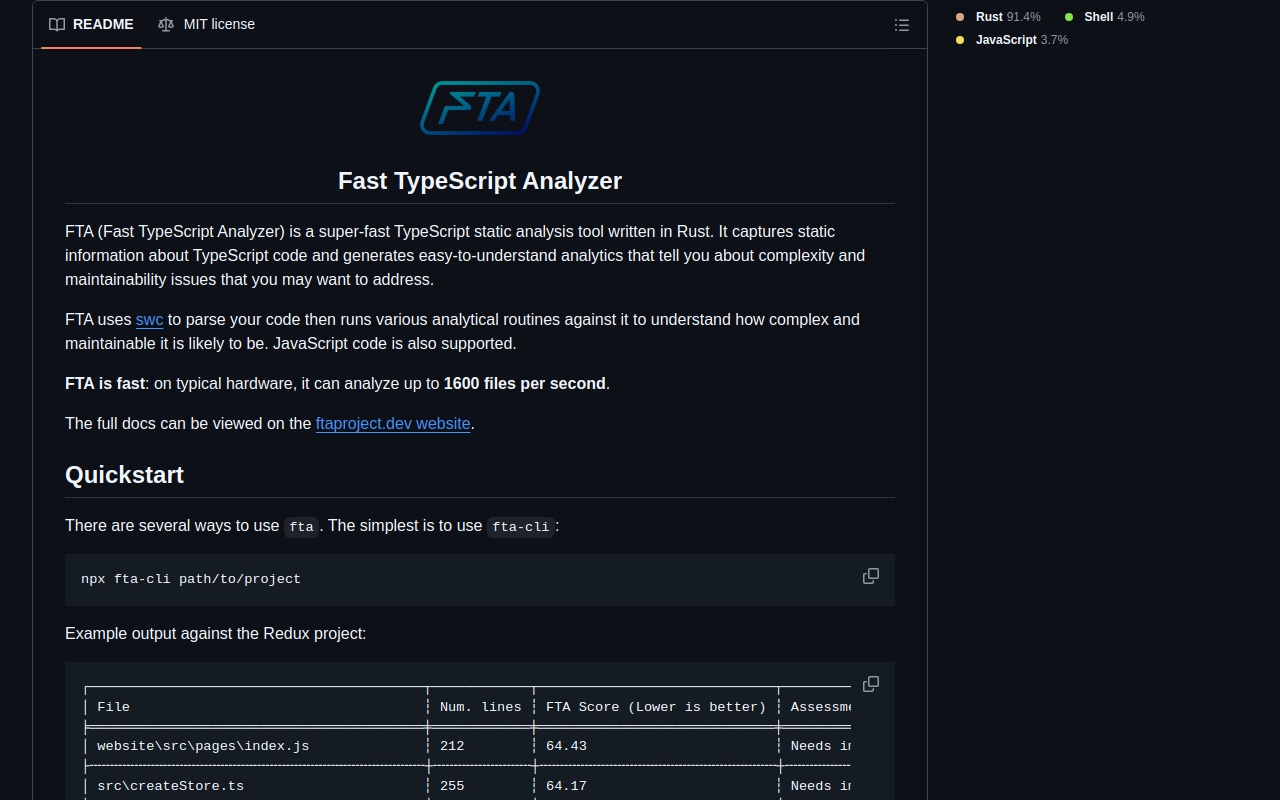 README MIT license
Rust 91.4% Shell 4.9%
JavaScript 3.7%
FTA
Fast TypeScript Analyzer
FTA (Fast TypeScript Analyzer) is a super-fast TypeScript static analysis tool written in Rust. It captures static
information about TypeScript code and generates easy-to-understand analytics that tell you about complexity and
maintainability issues that you may want to address.
FTA uses swc to parse your code then runs various analytical routines against it to understand how complex and
maintainable it is likely to be. JavaScript code is also supported.
FTA is fast: on typical hardware, it can analyze up to 1600 files per second.
The full docs can be viewed on the ftaproject.dev website.
Quickstart
There are several ways to use fta. The simplest is to use fta-cli:
npx fta-cli path/to/project
Example output against the Redux project:
File Num. lines FTA Score (Lower is better) Assessme
website\src\pages\index.js 212 64.43 Needs
src\createStore.ts 255 64.17 Needs